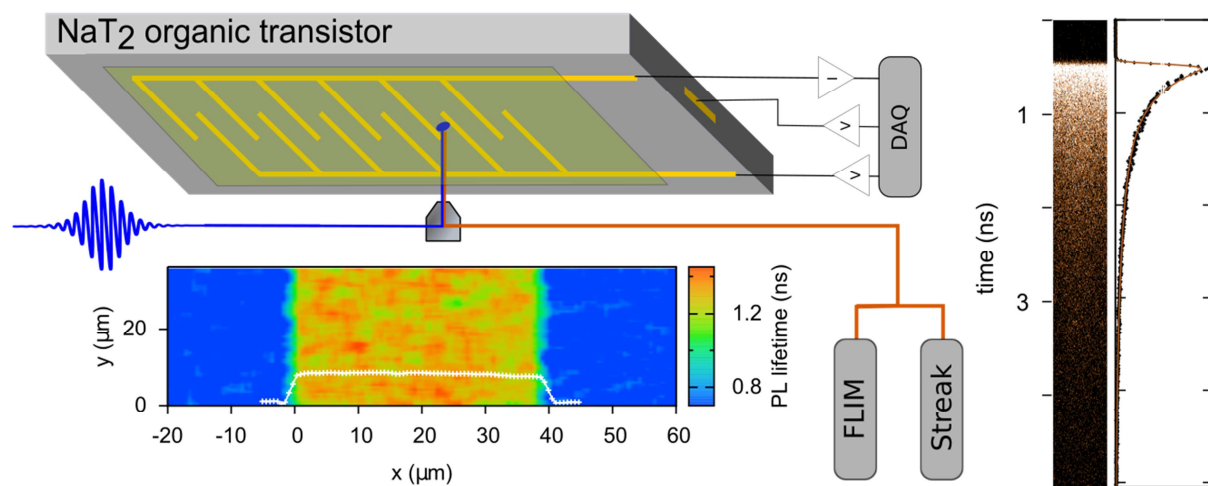 NaT2 organic transistor
I
V
V
DAQ
time (ns)
1
3
y (µm)
20
0
-20 -10 0 10 20 30 40 50 60
x (µm)
1.2
0.8
PL lifetime (ns)
FLIM
Streak